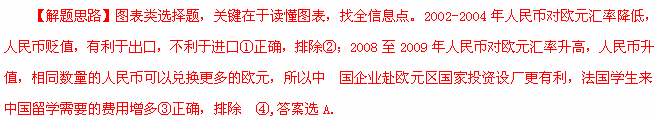 【解题思路】图表类选择题，关键在于读懂图表，找全信息点。2002-2004 年人民币对欧元汇率降低，
人民币贬值，有利于出口，不利于进口①正确，排除②；2008 至 2009 年人民币对欧元汇率升高，人民币升
值，相同数量的人民币可以兑换更多的欧元，所以中　国企业赴欧元区国家投资设厂更有利，法国学生来
中国留学需要的费用增多③正确，排除　④,答案选 A.